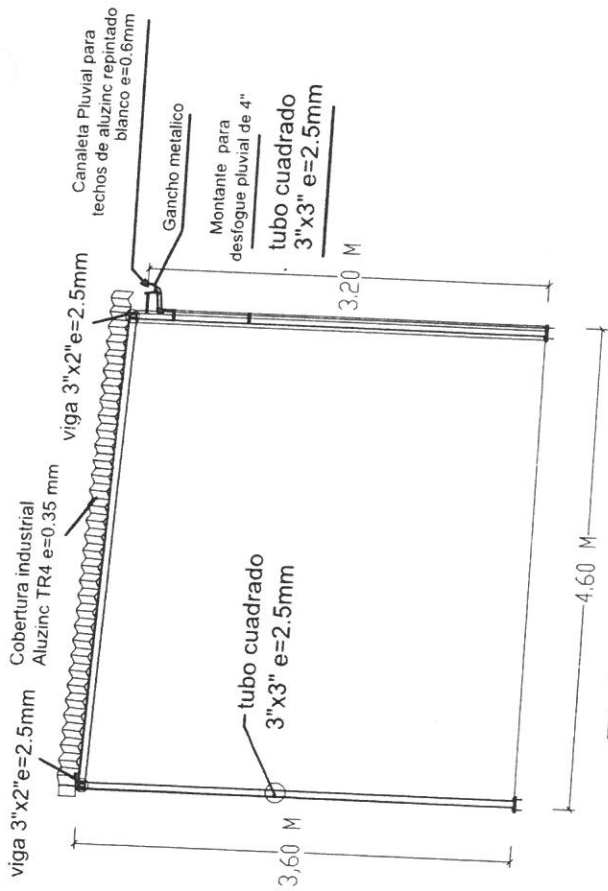 viga 3"x2"e=2.5mm
Cobertura industrial
Aluzinc TR4 e=0.35 mm
viga 3"x2"e=2.5mm
Canaleta Pluvial para
techos de aluzinc repintado
blanco e=0.6mm
Gancho metalico
Montante para
desfogue pluvial de 4"
tubo cuadrado
3"x3" e=2.5mm
3.20 M
tubo cuadrado
3"x3" e=2.5mm
3,60 M
4.60 M